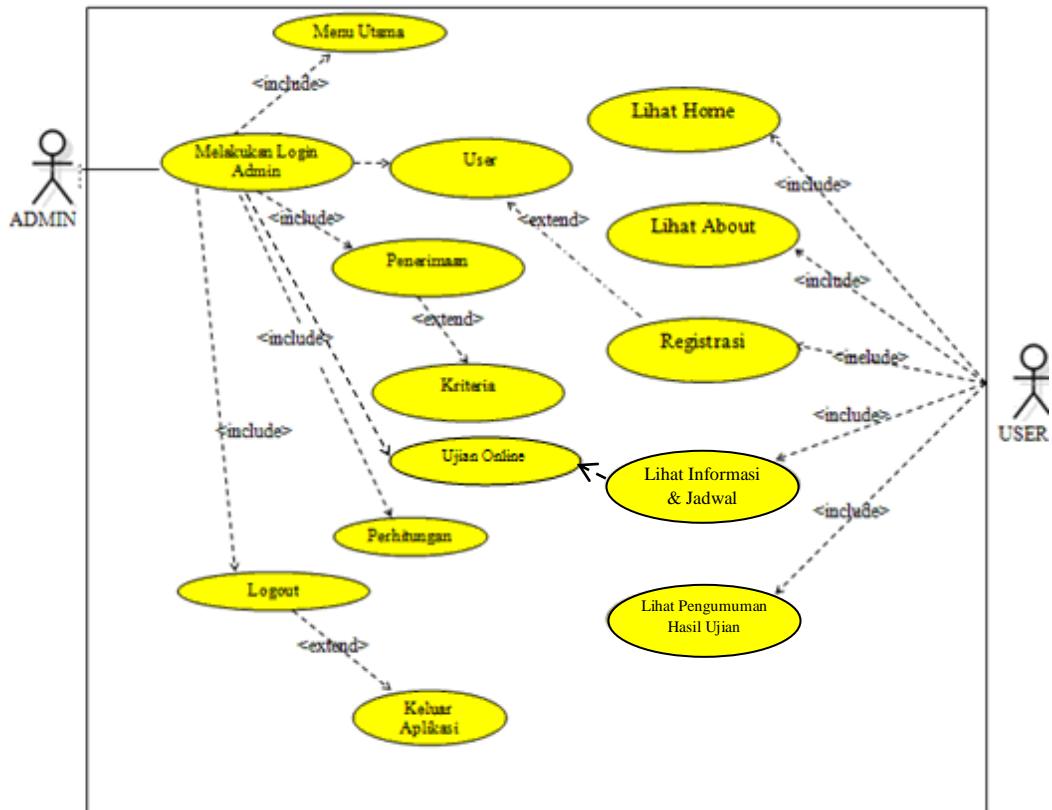 Menu Utama
<include>
Lihat Home
Melakukan Login
Admin
User
<include>
ADMIN
<include>
<extend>
Lihat About
Penerimaan
<include>
<extend>
<include>
Registrasi
<include>
Kriteria
<include>
<include>
USER
Ujian Online
Lihat Informasi
& Jadwal
<include>
Perhitungan
Logout
Lihat Pengumuman
Hasil Ujian
<extend>
Keluar
Aplikasi